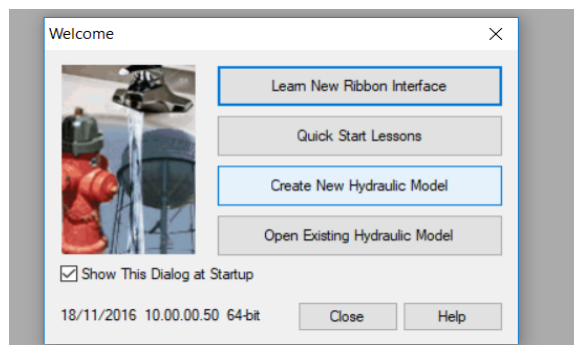 Welcome
Learn New Ribbon Interface
Quick Start Lessons
Create New Hydraulic Model
Open Existing Hydraulic Model
Show This Dialog at Startup
18/11/2016 10.00.00.50 64-bit
Close
Help